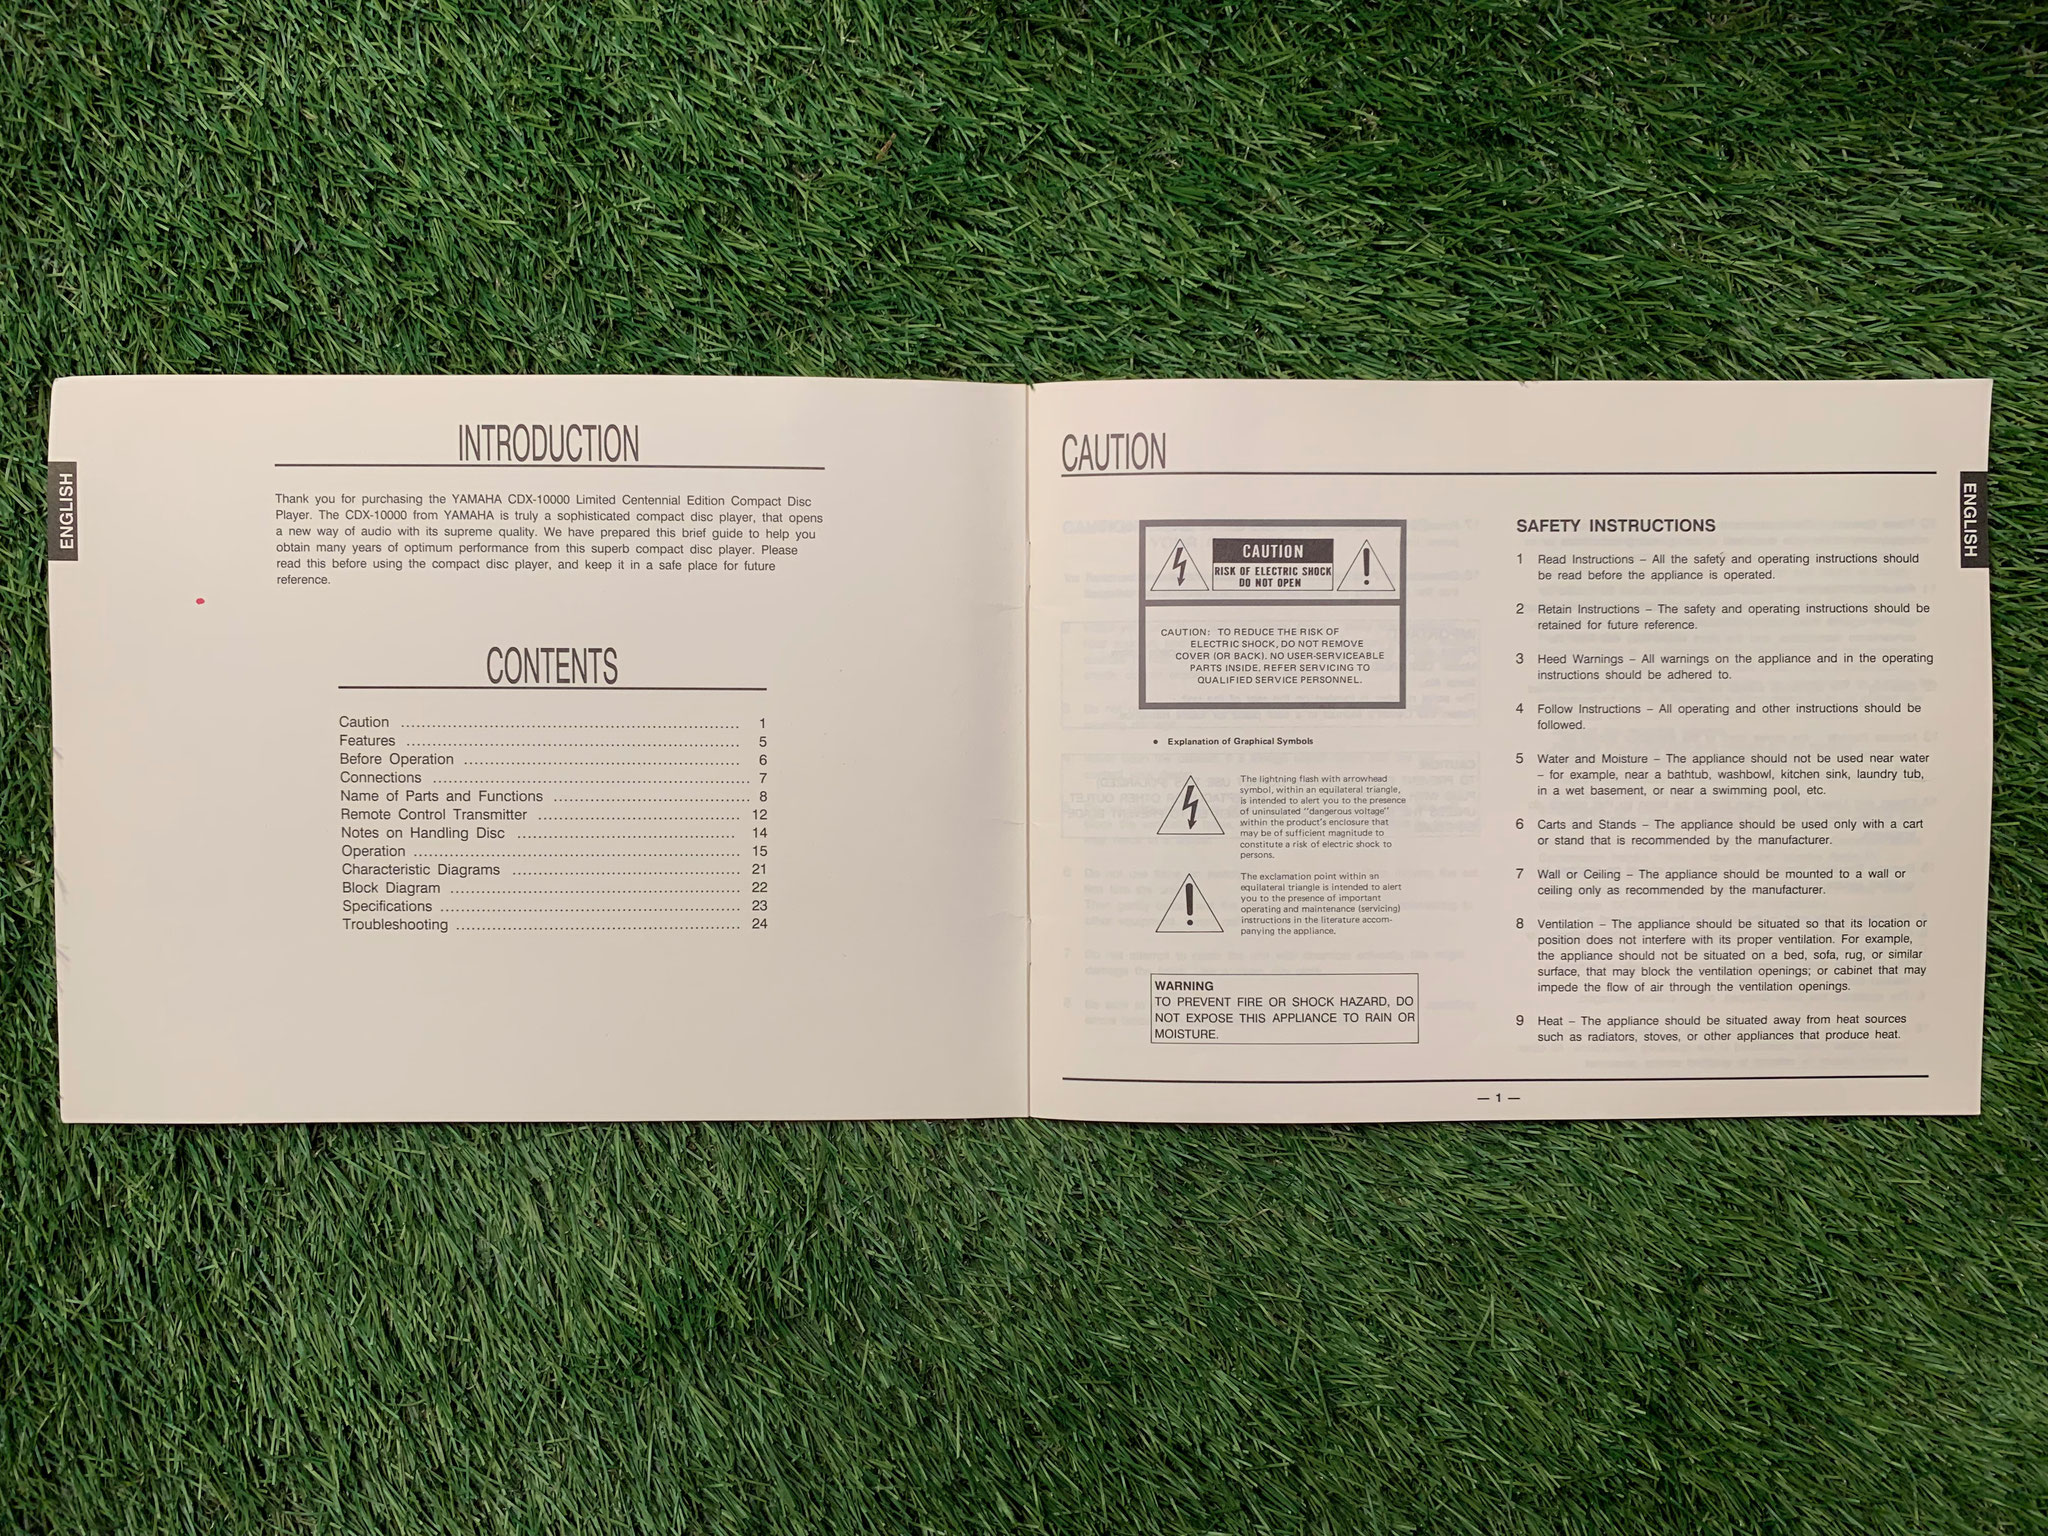 ENGLISH
INTRODUCTION
Thank you for purchasing the YAMAHA CDX-10000 Limited Centennial Edition Compact Disc
Player. The CDX-10000 from YAMAHA is truly a sophisticated compact disc player, that opens
a new way of audio with its supreme quality. We have prepared this brief guide to help you
obtain many years of optimum performance from this superb compact disc player. Please
read this before using the compact disc player, and keep it in a safe place for future
reference.
CONTENTS
Caution ........ 1
Features ........ 5
Before Operation ........ 6
Connections ........ 7
Name of Parts and Functions ........ 8
Remote Control Transmitter ........ 12
Notes on Handling Disc ........ 14
Operation ........ 15
Characteristic Diagrams ........ 21
Block Diagram ........ 22
Specifications ........ 23
Troubleshooting ........ 24
CAUTION
CAUTION
RISK OF ELECTRIC SHOCK
DO NOT OPEN
CAUTION: TO REDUCE THE RISK OF
ELECTRIC SHOCK, DO NOT REMOVE
COVER (OR BACK). NO USER-SERVICEABLE
PARTS INSIDE. REFER SERVICING TO
QUALIFIED SERVICE PERSONNEL.
• Explanation of Graphical Symbols
The lightning flash with arrowhead
symbol, within an equilateral triangle,
is intended to alert you to the presence
of uninsulated "dangerous voltage"
within the product's enclosure that
may be of sufficient magnitude to
constitute a risk of electric shock to
persons.
The exclamation point within an
equilateral triangle is intended to alert
you to the presence of important
operating and maintenance (servicing)
instructions in the literature accom-
panying the appliance.
WARNING
TO PREVENT FIRE OR SHOCK HAZARD, DO
NOT EXPOSE THIS APPLIANCE TO RAIN OR
MOISTURE.
SAFETY INSTRUCTIONS
1 Read Instructions – All the safety and operating instructions should
be read before the appliance is operated.
2 Retain Instructions – The safety and operating instructions should be
retained for future reference.
3 Heed Warnings – All warnings on the appliance and in the operating
instructions should be adhered to.
4 Follow Instructions – All operating and other instructions should be
followed.
5 Water and Moisture – The appliance should not be used near water
– for example, near a bathtub, washbowl, kitchen sink, laundry tub,
in a wet basement, or near a swimming pool, etc.
6 Carts and Stands – The appliance should be used only with a cart
or stand that is recommended by the manufacturer.
7 Wall or Ceiling – The appliance should be mounted to a wall or
ceiling only as recommended by the manufacturer.
8 Ventilation – The appliance should be situated so that its location or
position does not interfere with its proper ventilation. For example,
the appliance should not be situated on a bed, sofa, rug, or similar
surface, that may block the ventilation openings; or cabinet that may
impede the flow of air through the ventilation openings.
9 Heat – The appliance should be situated away from heat sources
such as radiators, stoves, or other appliances that produce heat.
ENGLISH
— 1 —